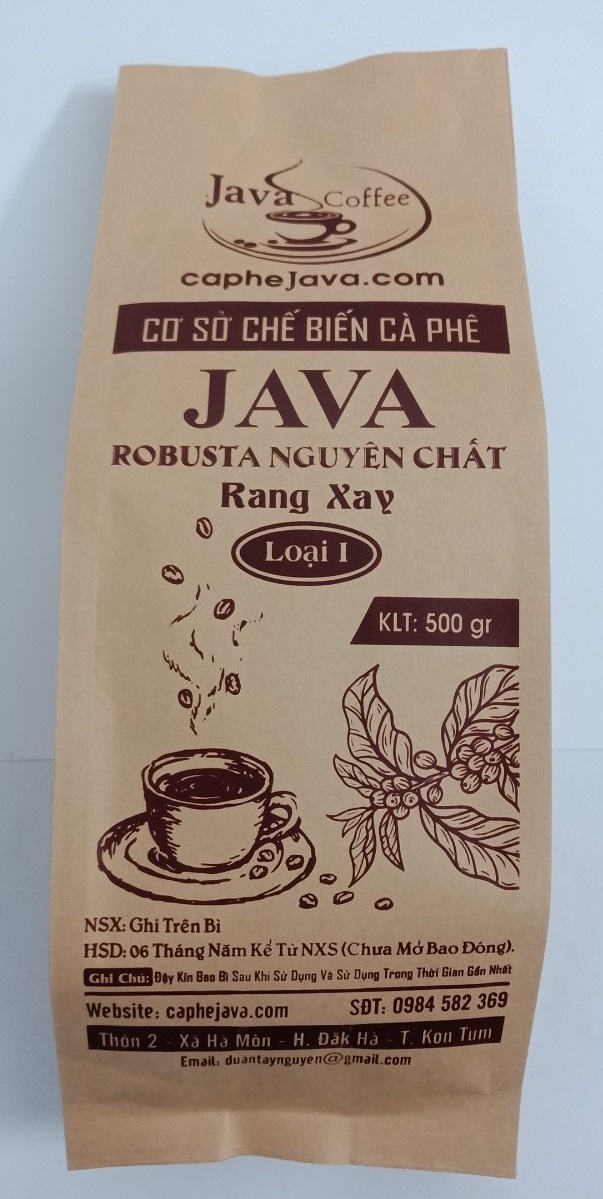 Java Coffee
capheJava.com
CƠ SỞ CHẾ BIẾN CÀ PHÊ
JAVA
ROBUSTA NGUYÊN CHẤT
Rang Xay
Loại I
KLT: 500 gr
NSX: Ghi Trên Bì
HSD: 06 Tháng Năm Kể Từ NXS (Chưa Mở Bao Đóng).
Ghi Chú: Đậy Kín Bao Bì Sau Khi Sử Dụng Và Sử Dụng Trong Thời Gian Gần Nhất
Website: caphejava.com SĐT: 0984 582 369
Thôn 2 - Xã Hà Mòn - H. Đăk Hà - T. Kon Tum
Email: duantaynguyen@gmail.com